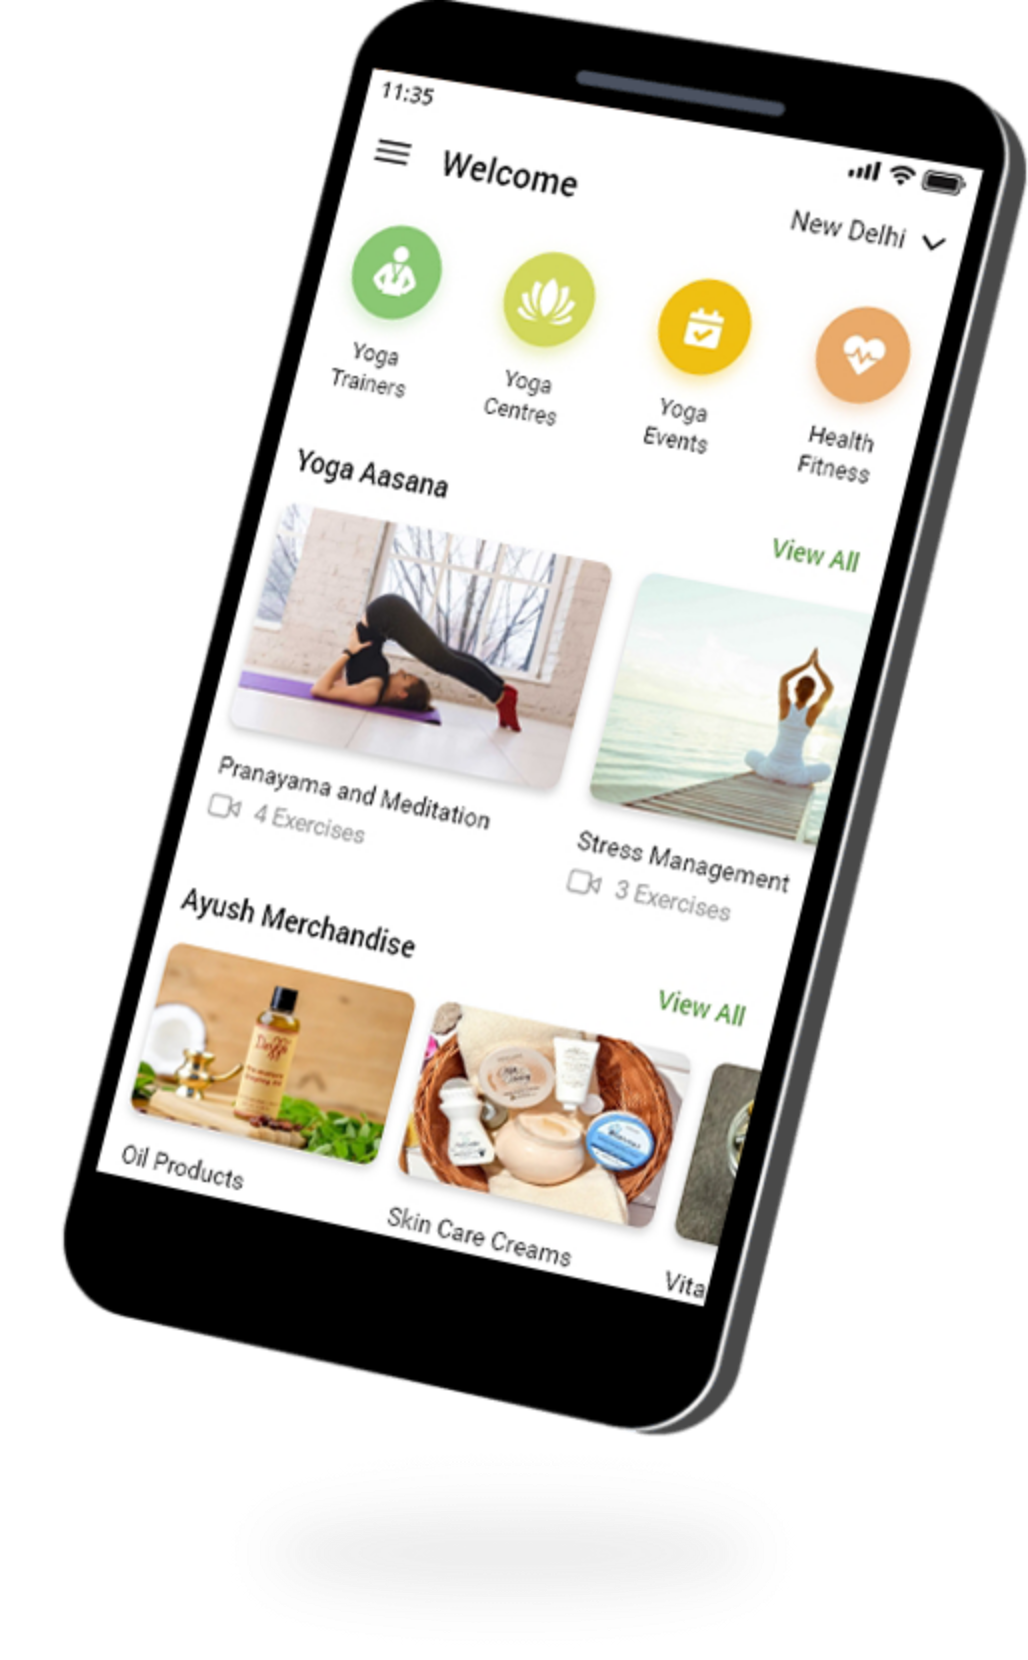 11:35
Welcome
New Delhi
Yoga
Trainers
Yoga
Centres
Yoga
Events
Health
Fitness
Yoga Aasana
View All
Pranayama and Meditation
4 Exercises
Stress Management
3 Exercises
Ayush Merchandise
View All
Oil Products
Skin Care Creams
Vita